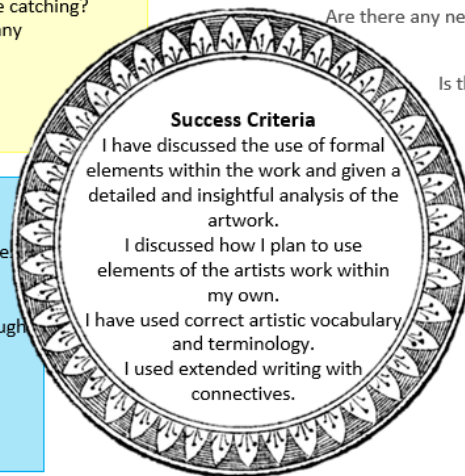 e catching?
any
Are there any ne
Is t
Success Criteria
I have discussed the use of formal
elements within the work and given a
detailed and insightful analysis of the
artwork.
I discussed how I plan to use
elements of the artists work within
my own.
I have used correct artistic vocabulary
and terminology.
I used extended writing with
connectives.
e
ugh